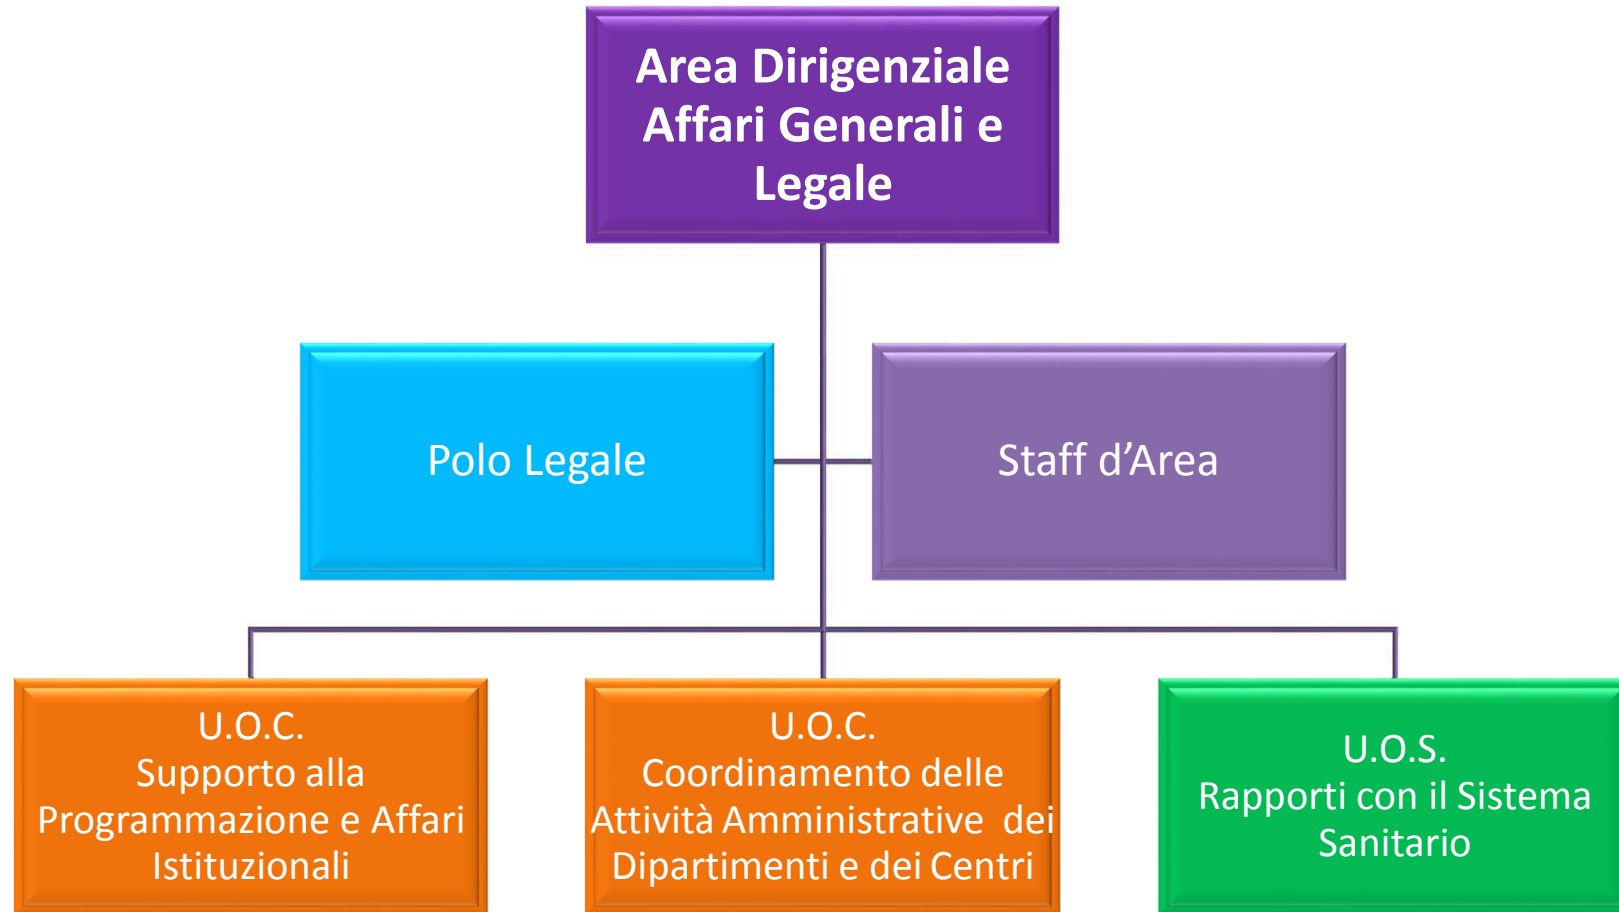 Area Dirigenziale
Affari Generali e
Legale
Polo Legale
Staff d’Area
U.O.C.
Supporto alla
Programmazione e Affari
Istituzionali
U.O.C.
Coordinamento delle
Attività Amministrative dei
Dipartimenti e dei Centri
U.O.S.
Rapporti con il Sistema
Sanitario